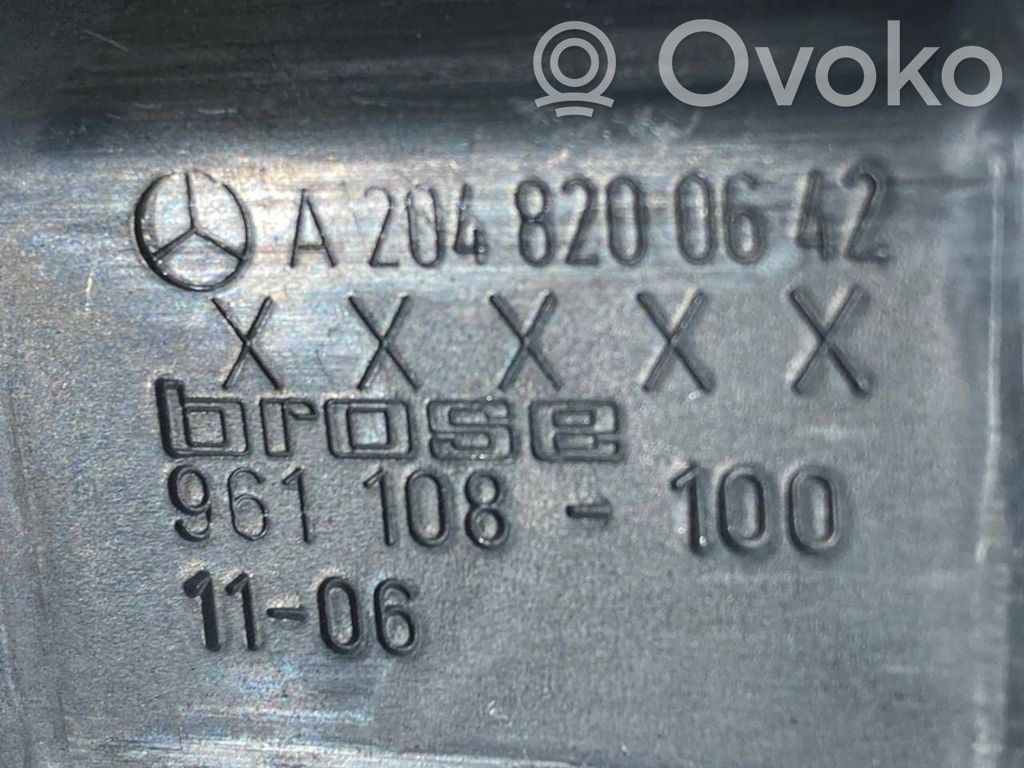 Ovoko
A 204 820 06 42
X X X X X
brose
961 108 - 100
11-06